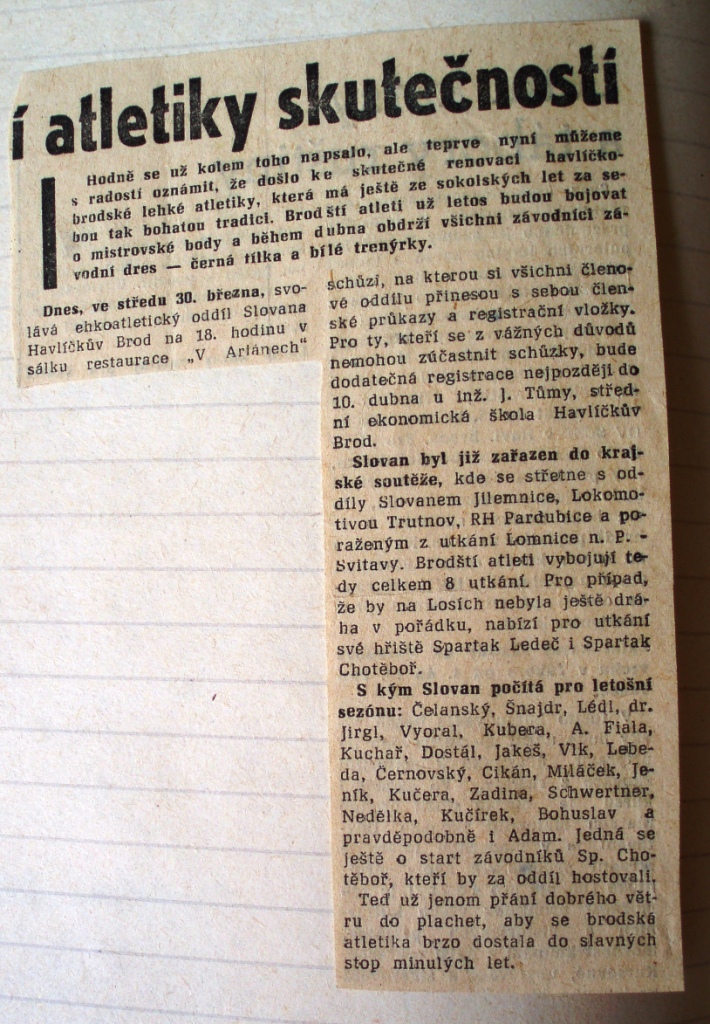 í atletiky skutečností
Hodně se už kolem toho napsalo, ale teprve nyní můžeme
s radostí oznámit, že došlo ke skutečné renovaci havlíčko-
brodské lehké atletiky, která má ještě ze sokolských let za se-
bou tak bohatou tradici. Brodští atleti už letos budou bojovat
o mistrovské body a během dubna obdrží všichni závodníci zá-
vodní dres — černá tílka a bílé trenýrky.
Dnes, ve středu 30. března, svo-
lává ehkoatletický oddíl Slovana
Havlíčkův Brod na 18. hodinu v
sálku restaurace „V Ariánech“
schůzi, na kterou si všichni členo-
vé oddílu přinesou s sebou člen-
ské průkazy a registrační vložky.
Pro ty, kteří se z vážných důvodů
nemohou zúčastnit schůzky, bude
dodatečná registrace nejpozději do
10. dubna u inž. J. Tůmy, střed-
ní ekonomická škola Havlíčkův
Brod.
Slovan byl již zařazen do kraj-
ské soutěže, kde se střetne s od-
díly Slovanem Jilemnice, Lokomo-
tivou Trutnov, RH Pardubice a po-
raženým z utkání Lomnice n. P. -
Svitavy. Brodští atleti vybojují te-
dy celkem 8 utkání. Pro případ,
že by na Losích nebyla ještě drá-
ha v pořádku, nabízí pro utkání
své hřiště Spartak Ledeč i Spartak
Chotěboř.
S kým Slovan počítá pro letošní
sezónu: Čelanský, Šnajdr, Lédl, dr.
Jirgl, Vyoral, Kubera, A. Fiala,
Kuchař, Dostál, Jakeš, Vlk, Lebe-
da, Černovský, Cikán, Miláček, Je-
ník, Kučera, Zadina, Schwertner,
Nedělka, Kučírek, Bohuslav a
pravděpodobně i Adam. Jedná se
ještě o start závodníků Sp. Cho-
těboř, kteří by za oddíl hostovali.
Teď už jenom přání dobrého vět-
ru do plachet, aby se brodská
atletika brzo dostala do slavných
stop minulých let.